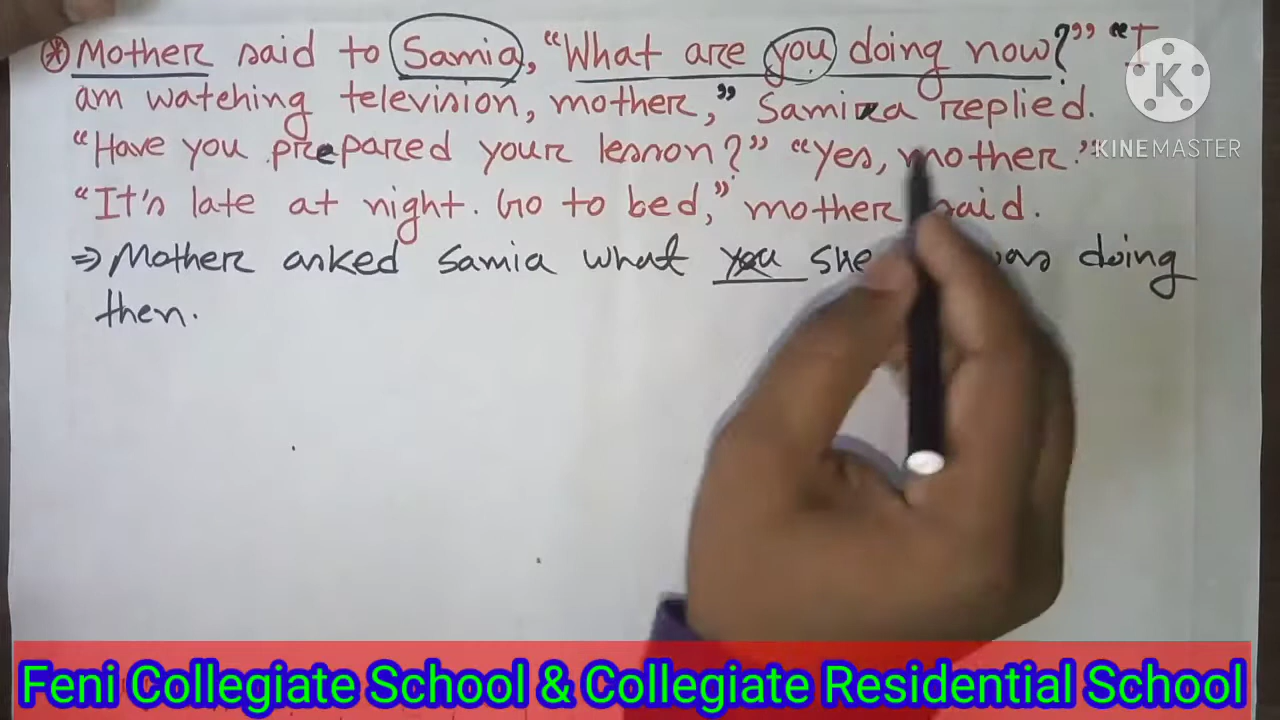 * Mother said to Samia, “What are you doing now?” “I
am watching television, mother,” Samia replied.
“Have you prepared your lesson?” “Yes, mother.”
“It's late at night. Go to bed,” mother said.
⇒ Mother asked Samia what you she was doing
then.
K
KINEMASTER
Feni Collegiate School & Collegiate Residential School